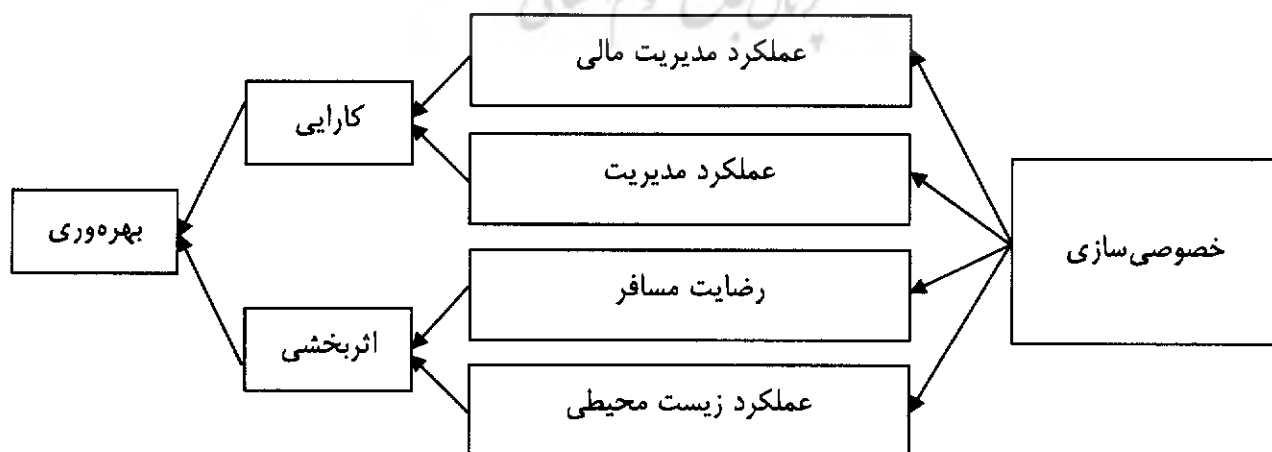 خصوصی‌سازی
عملکرد مدیریت مالی
عملکرد مدیریت
رضایت مسافر
عملکرد زیست محیطی
کارایی
اثربخشی
بهره‌وری